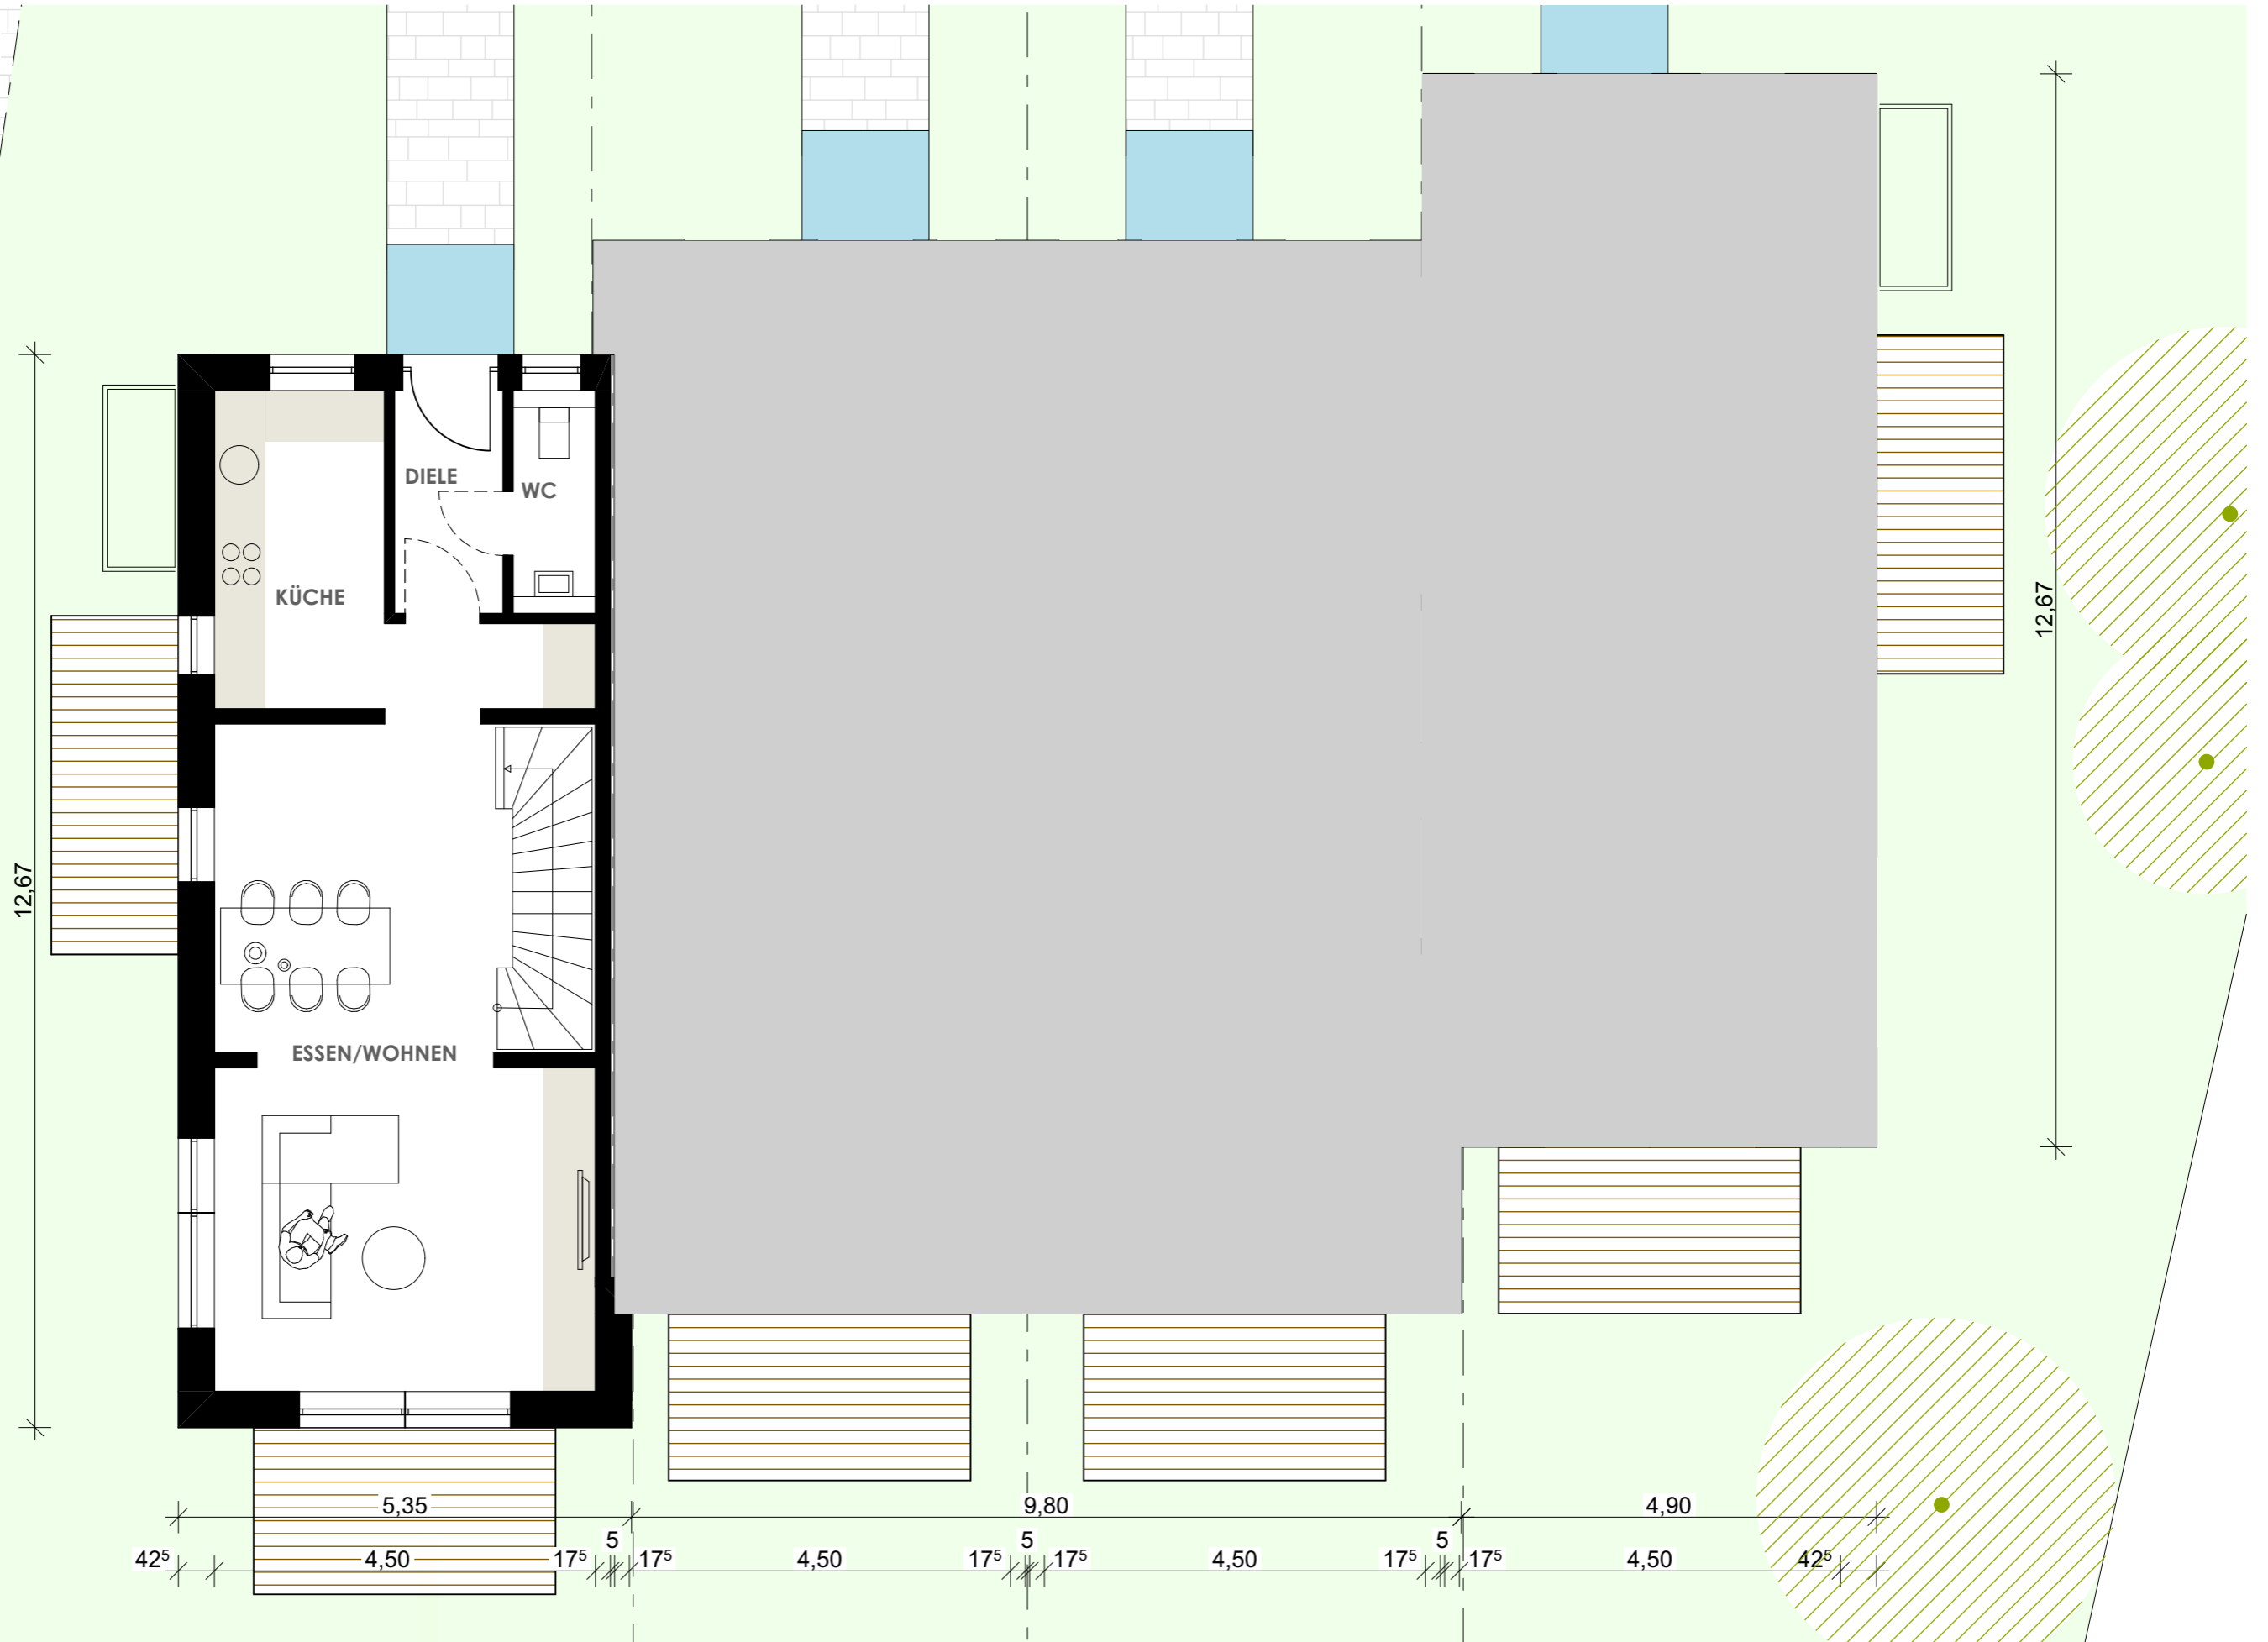 DIELE
WC
KÜCHE
12,67
12,67
ESSEN/WOHNEN
5,35 9,80 4,90
5 5 5
42⁵ 4,50 17⁵ 17⁵ 4,50 17⁵ 17⁵ 4,50 17⁵ 17⁵ 4,50 42⁵